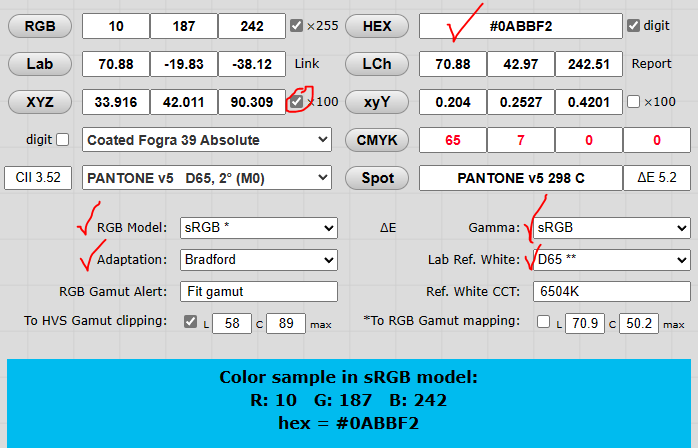 RGB 10 187 242 ×255 HEX #0ABBF2 digit
Lab 70.88 -19.83 -38.12 Link LCh 70.88 42.97 242.51 Report
XYZ 33.916 42.011 90.309 ×100 xyY 0.204 0.2527 0.4201 ×100
digit Coated Fogra 39 Absolute CMYK 65 7 0 0
CII 3.52 PANTONE v5 D65, 2° (M0) Spot PANTONE v5 298 C ΔE 5.2
RGB Model: sRGB * ΔE Gamma: sRGB
Adaptation: Bradford Lab Ref. White: D65 **
RGB Gamut Alert: Fit gamut Ref. White CCT: 6504K
To HVS Gamut clipping: L 58 C 89 max *To RGB Gamut mapping: L 70.9 C 50.2 max
Color sample in sRGB model:
R: 10 G: 187 B: 242
hex = #0ABBF2